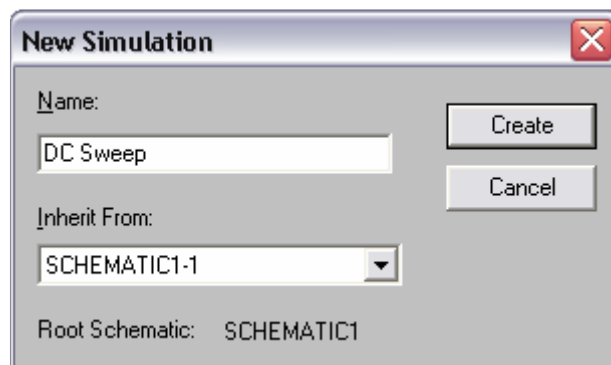 New Simulation
Name:
DC Sweep
Create
Cancel
Inherit From:
SCHEMATIC1-1
Root Schematic: SCHEMATIC1